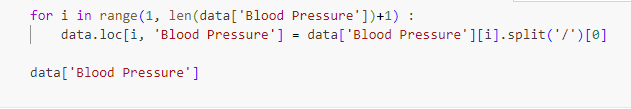 for i in range(1, len(data['Blood Pressure'])+1) :
    data.loc[i, 'Blood Pressure'] = data['Blood Pressure'][i].split('/')[0]
data['Blood Pressure']